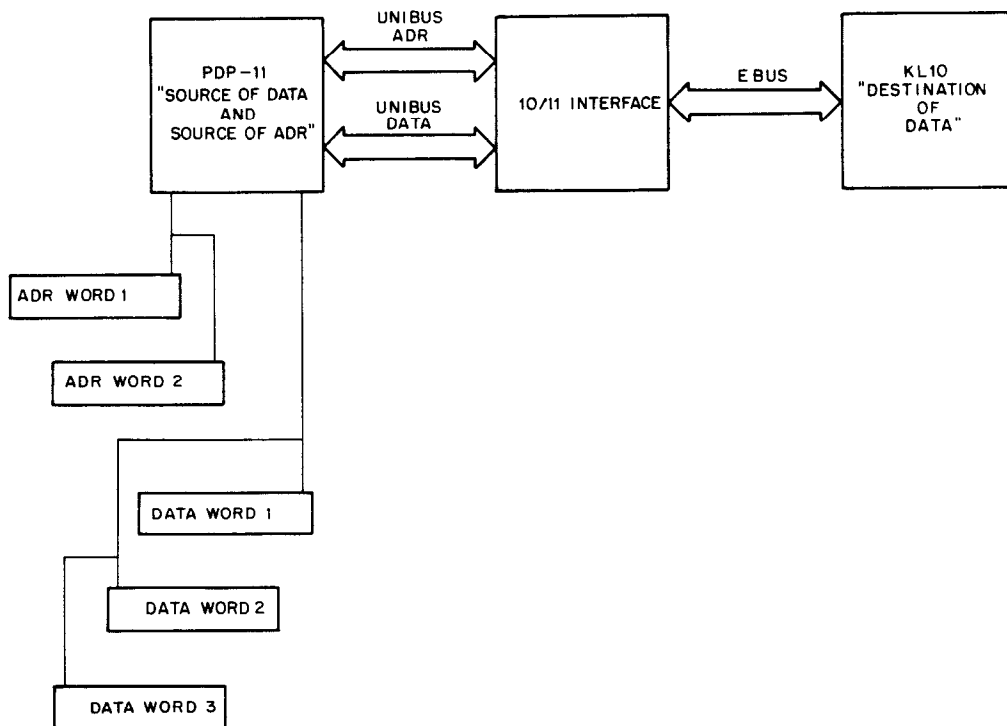 UNIBUS
ADR
PDP-11
"SOURCE OF DATA
AND
SOURCE OF ADR"
UNIBUS
DATA
10/11 INTERFACE
EBUS
KL10
"DESTINATION
OF
DATA"
ADR WORD 1
ADR WORD 2
DATA WORD 1
DATA WORD 2
DATA WORD 3